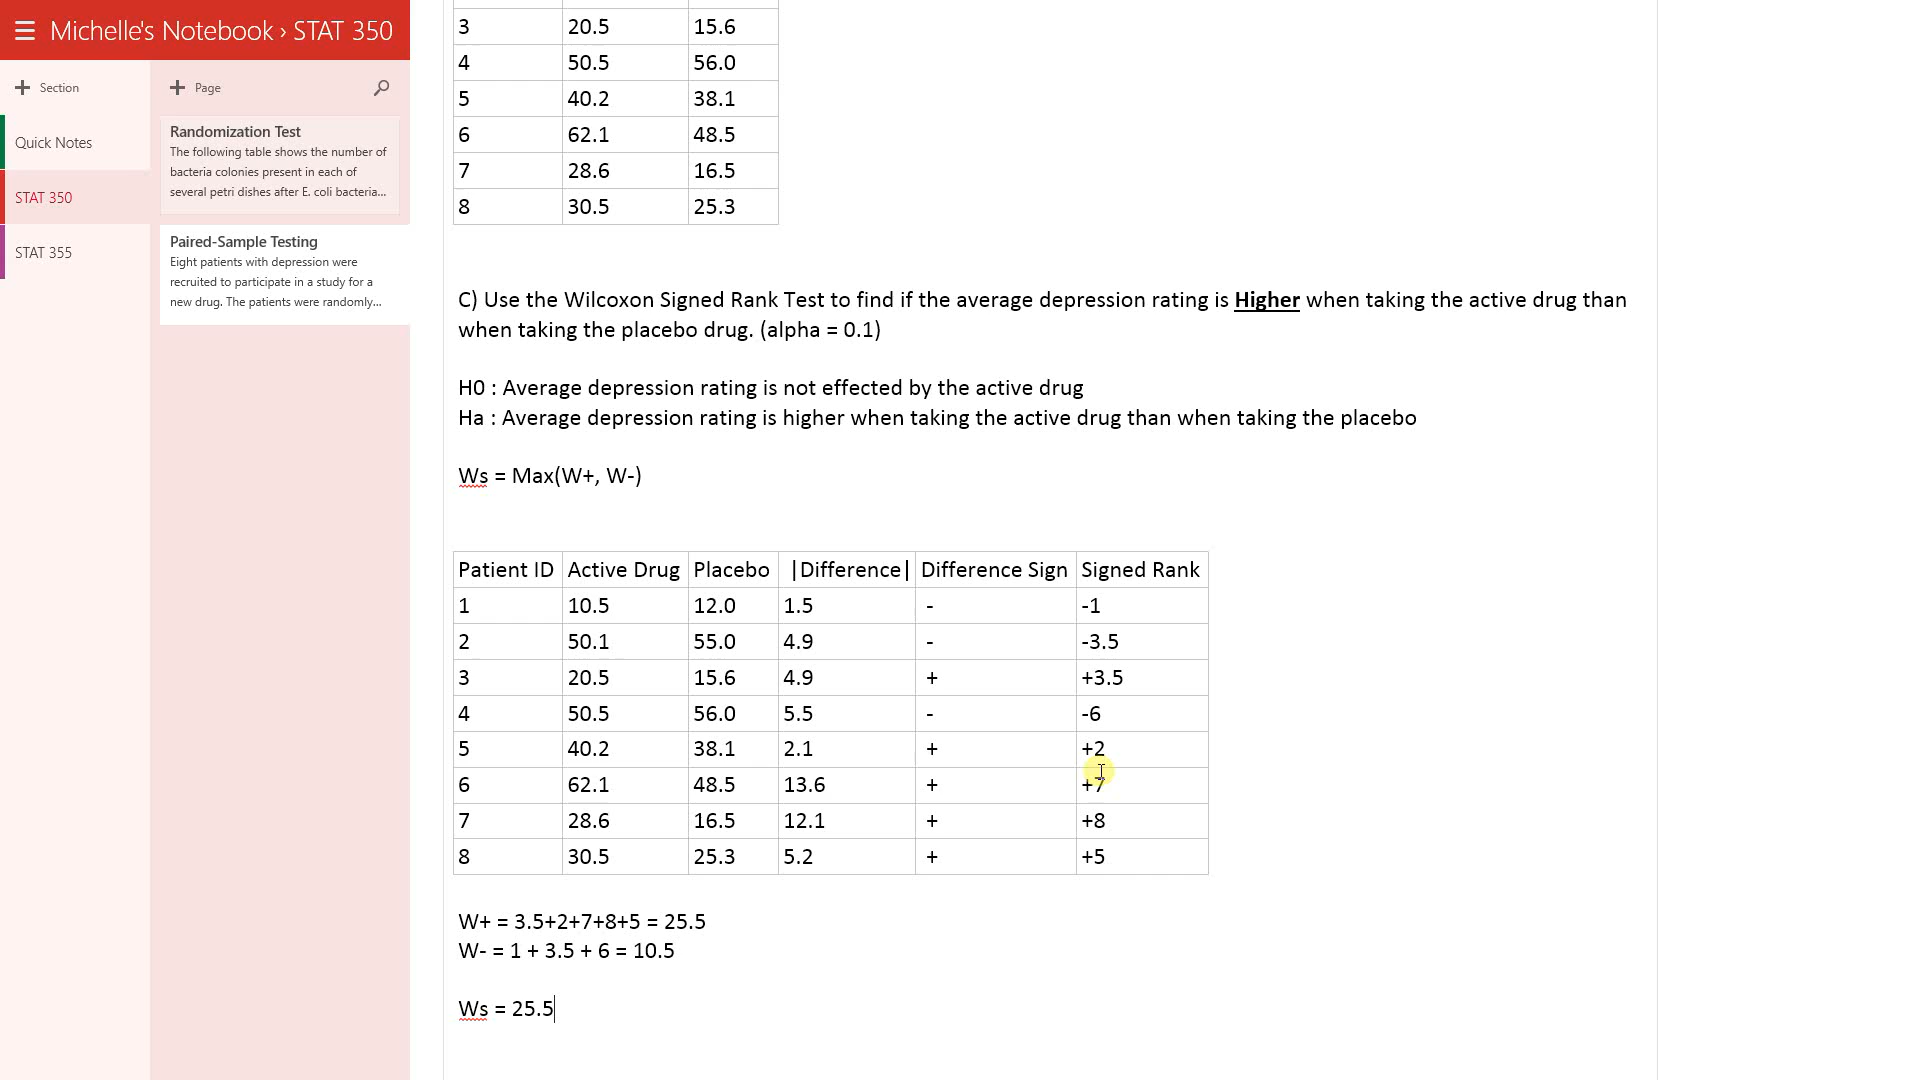 Michelle's Notebook › STAT 350
Section
Page
Quick Notes
STAT 350
STAT 355
Randomization Test
The following table shows the number of
bacteria colonies present in each of
several petri dishes after E. coli bacteria...
Paired-Sample Testing
Eight patients with depression were
recruited to participate in a study for a
new drug. The patients were randomly...
3 20.5 15.6
4 50.5 56.0
5 40.2 38.1
6 62.1 48.5
7 28.6 16.5
8 30.5 25.3
C) Use the Wilcoxon Signed Rank Test to find if the average depression rating is Higher when taking the active drug than
when taking the placebo drug. (alpha = 0.1)
H0 : Average depression rating is not effected by the active drug
Ha : Average depression rating is higher when taking the active drug than when taking the placebo
Ws = Max(W+, W-)
Patient ID Active Drug Placebo |Difference| Difference Sign Signed Rank
1 10.5 12.0 1.5 - -1
2 50.1 55.0 4.9 - -3.5
3 20.5 15.6 4.9 + +3.5
4 50.5 56.0 5.5 - -6
5 40.2 38.1 2.1 + +2
6 62.1 48.5 13.6 + +7
7 28.6 16.5 12.1 + +8
8 30.5 25.3 5.2 + +5
W+ = 3.5+2+7+8+5 = 25.5
W- = 1 + 3.5 + 6 = 10.5
Ws = 25.5